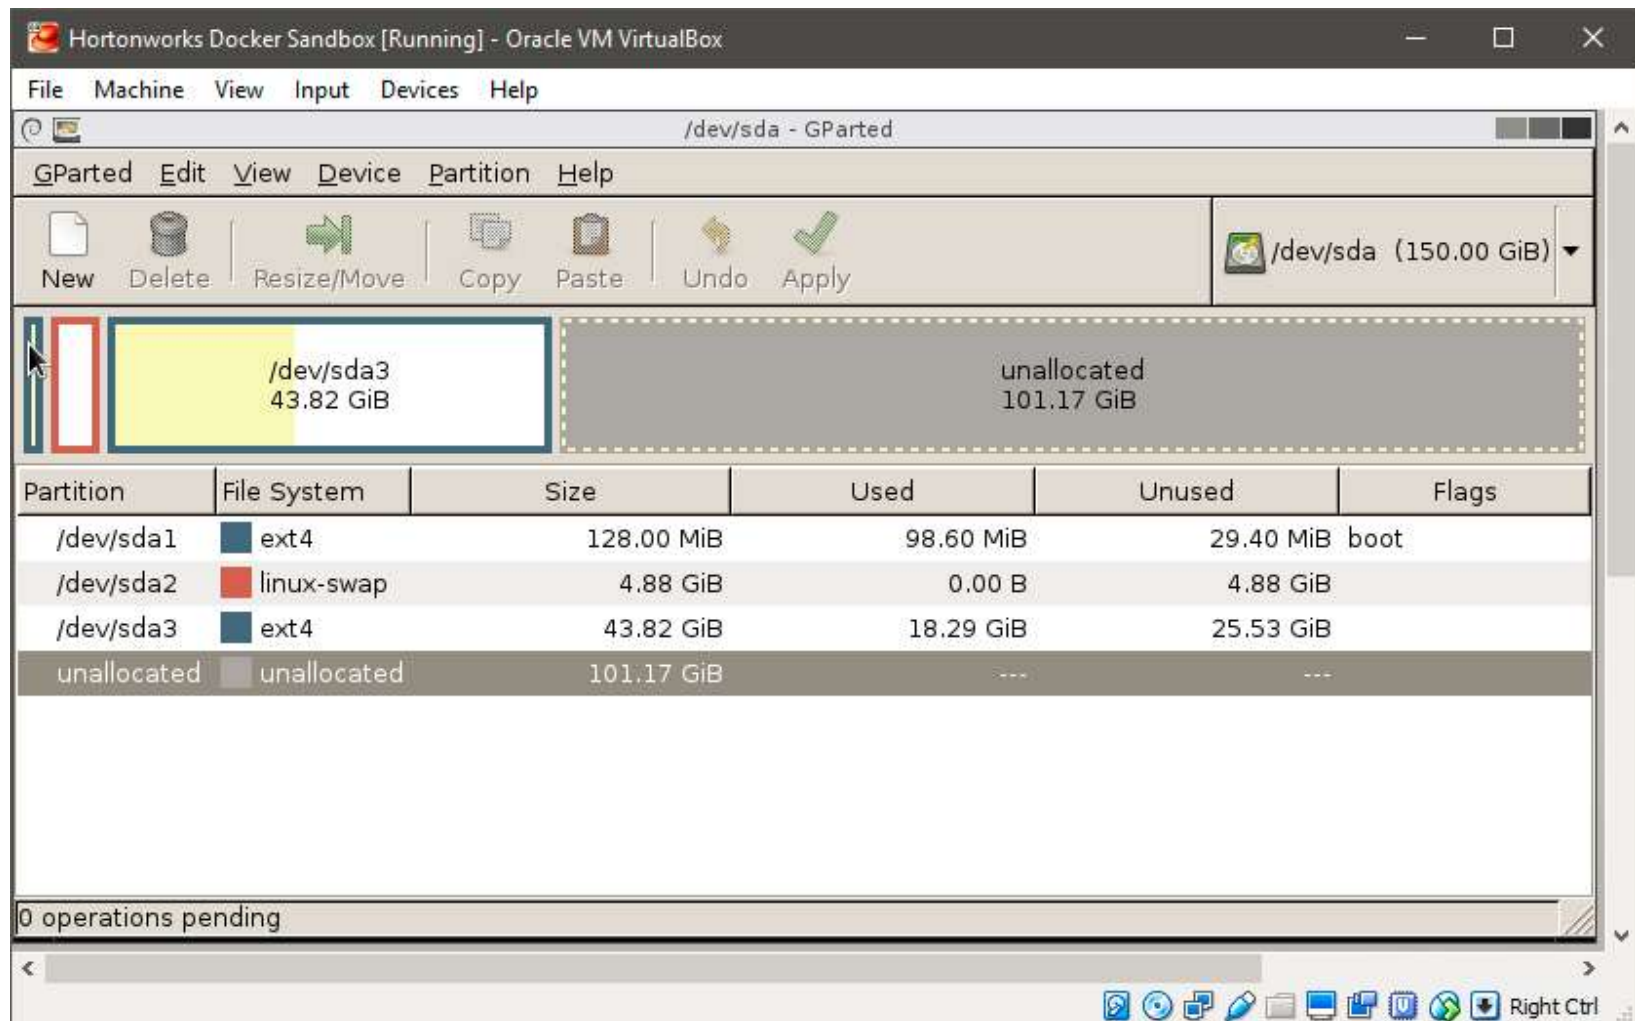 Hortonworks Docker Sandbox [Running] - Oracle VM VirtualBox
File Machine View Input Devices Help
/dev/sda - GParted
GParted Edit View Device Partition Help
New Delete Resize/Move Copy Paste Undo Apply /dev/sda (150.00 GiB)
/dev/sda3 unallocated
43.82 GiB 101.17 GiB
Partition File System Size Used Unused Flags
/dev/sda1 ext4 128.00 MiB 98.60 MiB 29.40 MiB boot
/dev/sda2 linux-swap 4.88 GiB 0.00 B 4.88 GiB
/dev/sda3 ext4 43.82 GiB 18.29 GiB 25.53 GiB
unallocated unallocated 101.17 GiB --- ---
0 operations pending
Right Ctrl